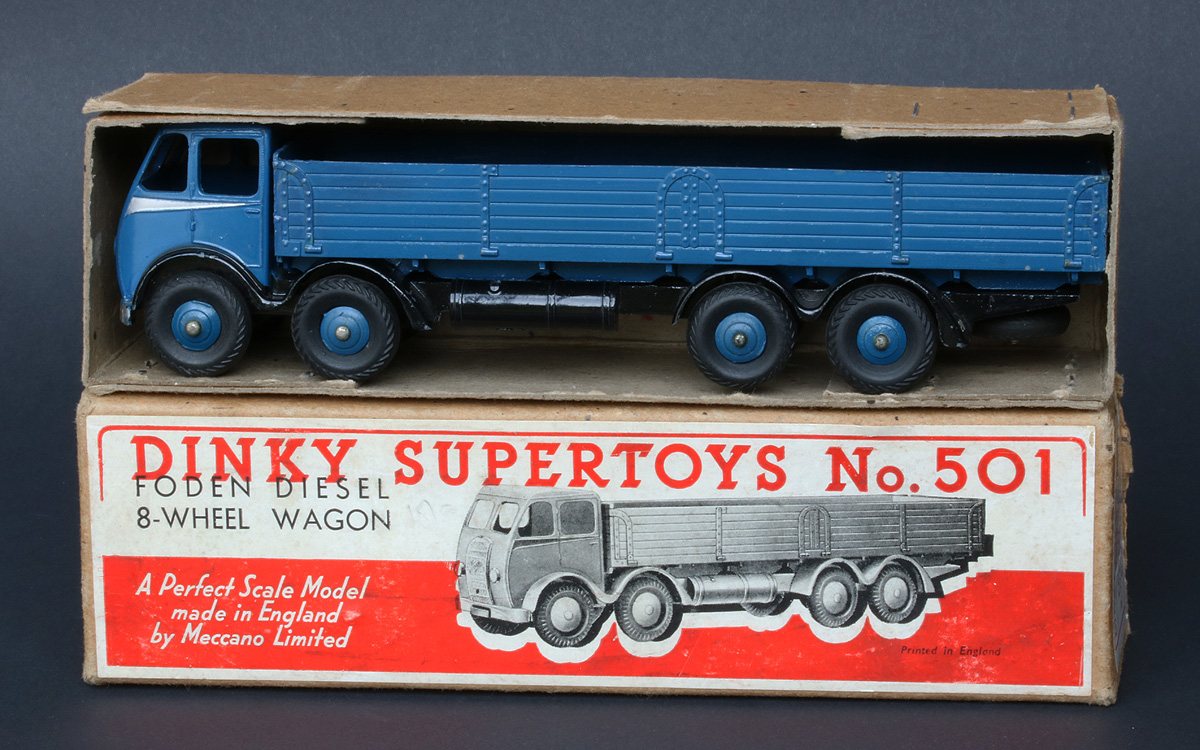 DINKY SUPERTOYS No. 501
FODEN DIESEL
8-WHEEL WAGON
A Perfect Scale Model
made in England
by Meccano Limited
Printed in England